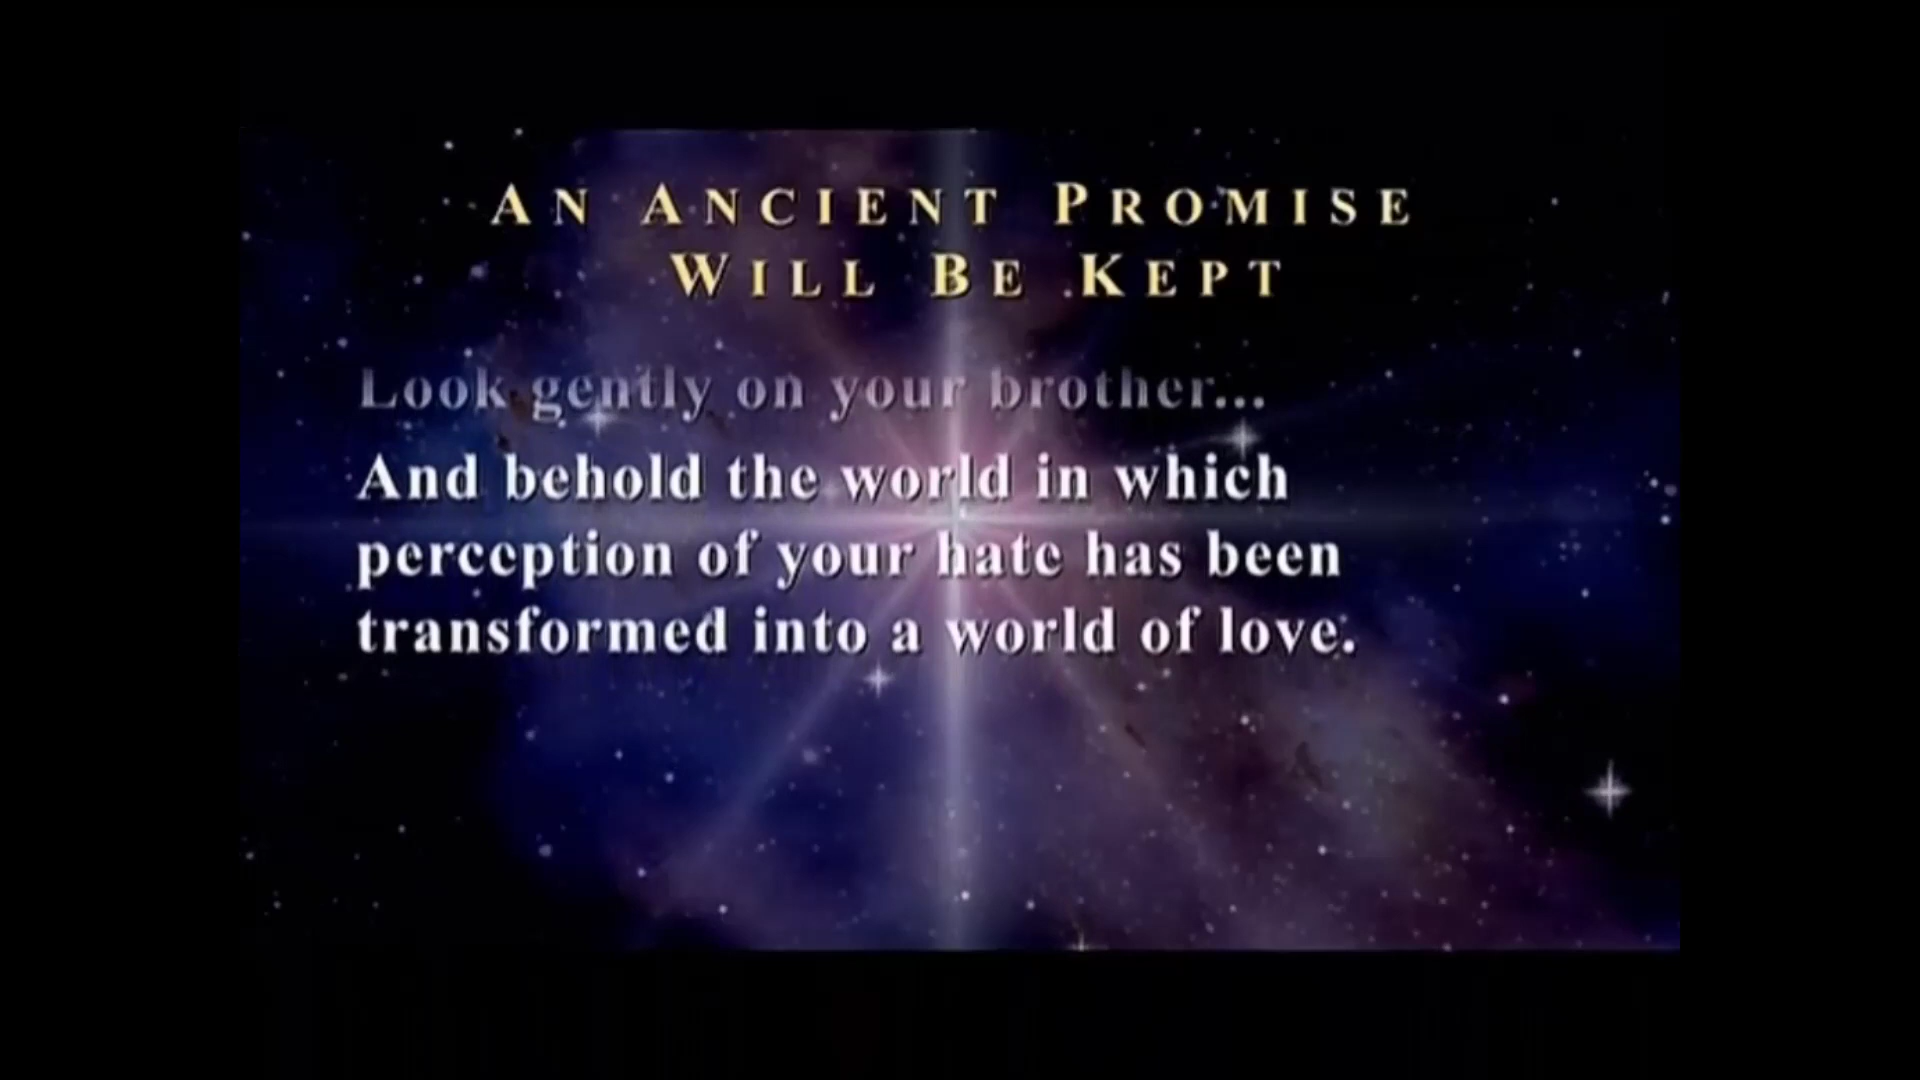 AN ANCIENT PROMISE
WILL BE KEPT
Look gently on your brother...
And behold the world in which
perception of your hate has been
transformed into a world of love.